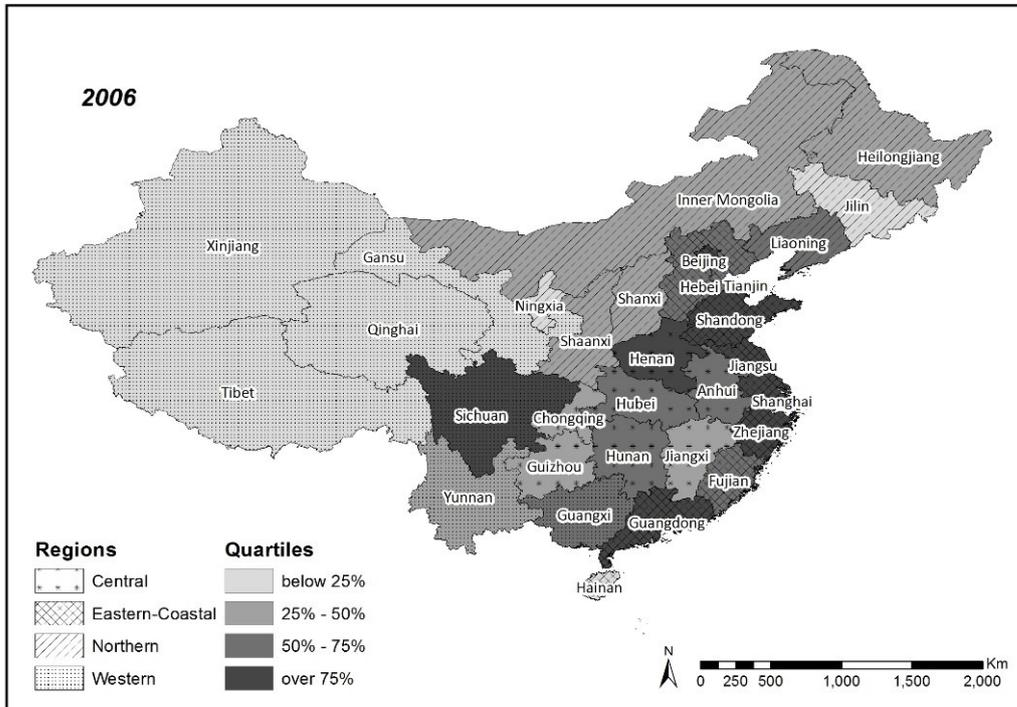 2006
Heilongjiang
Inner Mongolia
Jilin
Xinjiang
Gansu
Liaoning
Beijing
Hebei
Tianjin
Ningxia
Shanxi
Qinghai
Shandong
Shaanxi
Henan
Jiangsu
Tibet
Sichuan
Chongqing
Hubei
Anhui
Shanghai
Zhejiang
Guizhou
Hunan
Jiangxi
Fujian
Yunnan
Guangxi
Guangdong
Hainan
Regions
Central
Eastern-Coastal
Northern
Western
Quartiles
below 25%
25% - 50%
50% - 75%
over 75%
N
Km
0 250 500 1,000 1,500 2,000